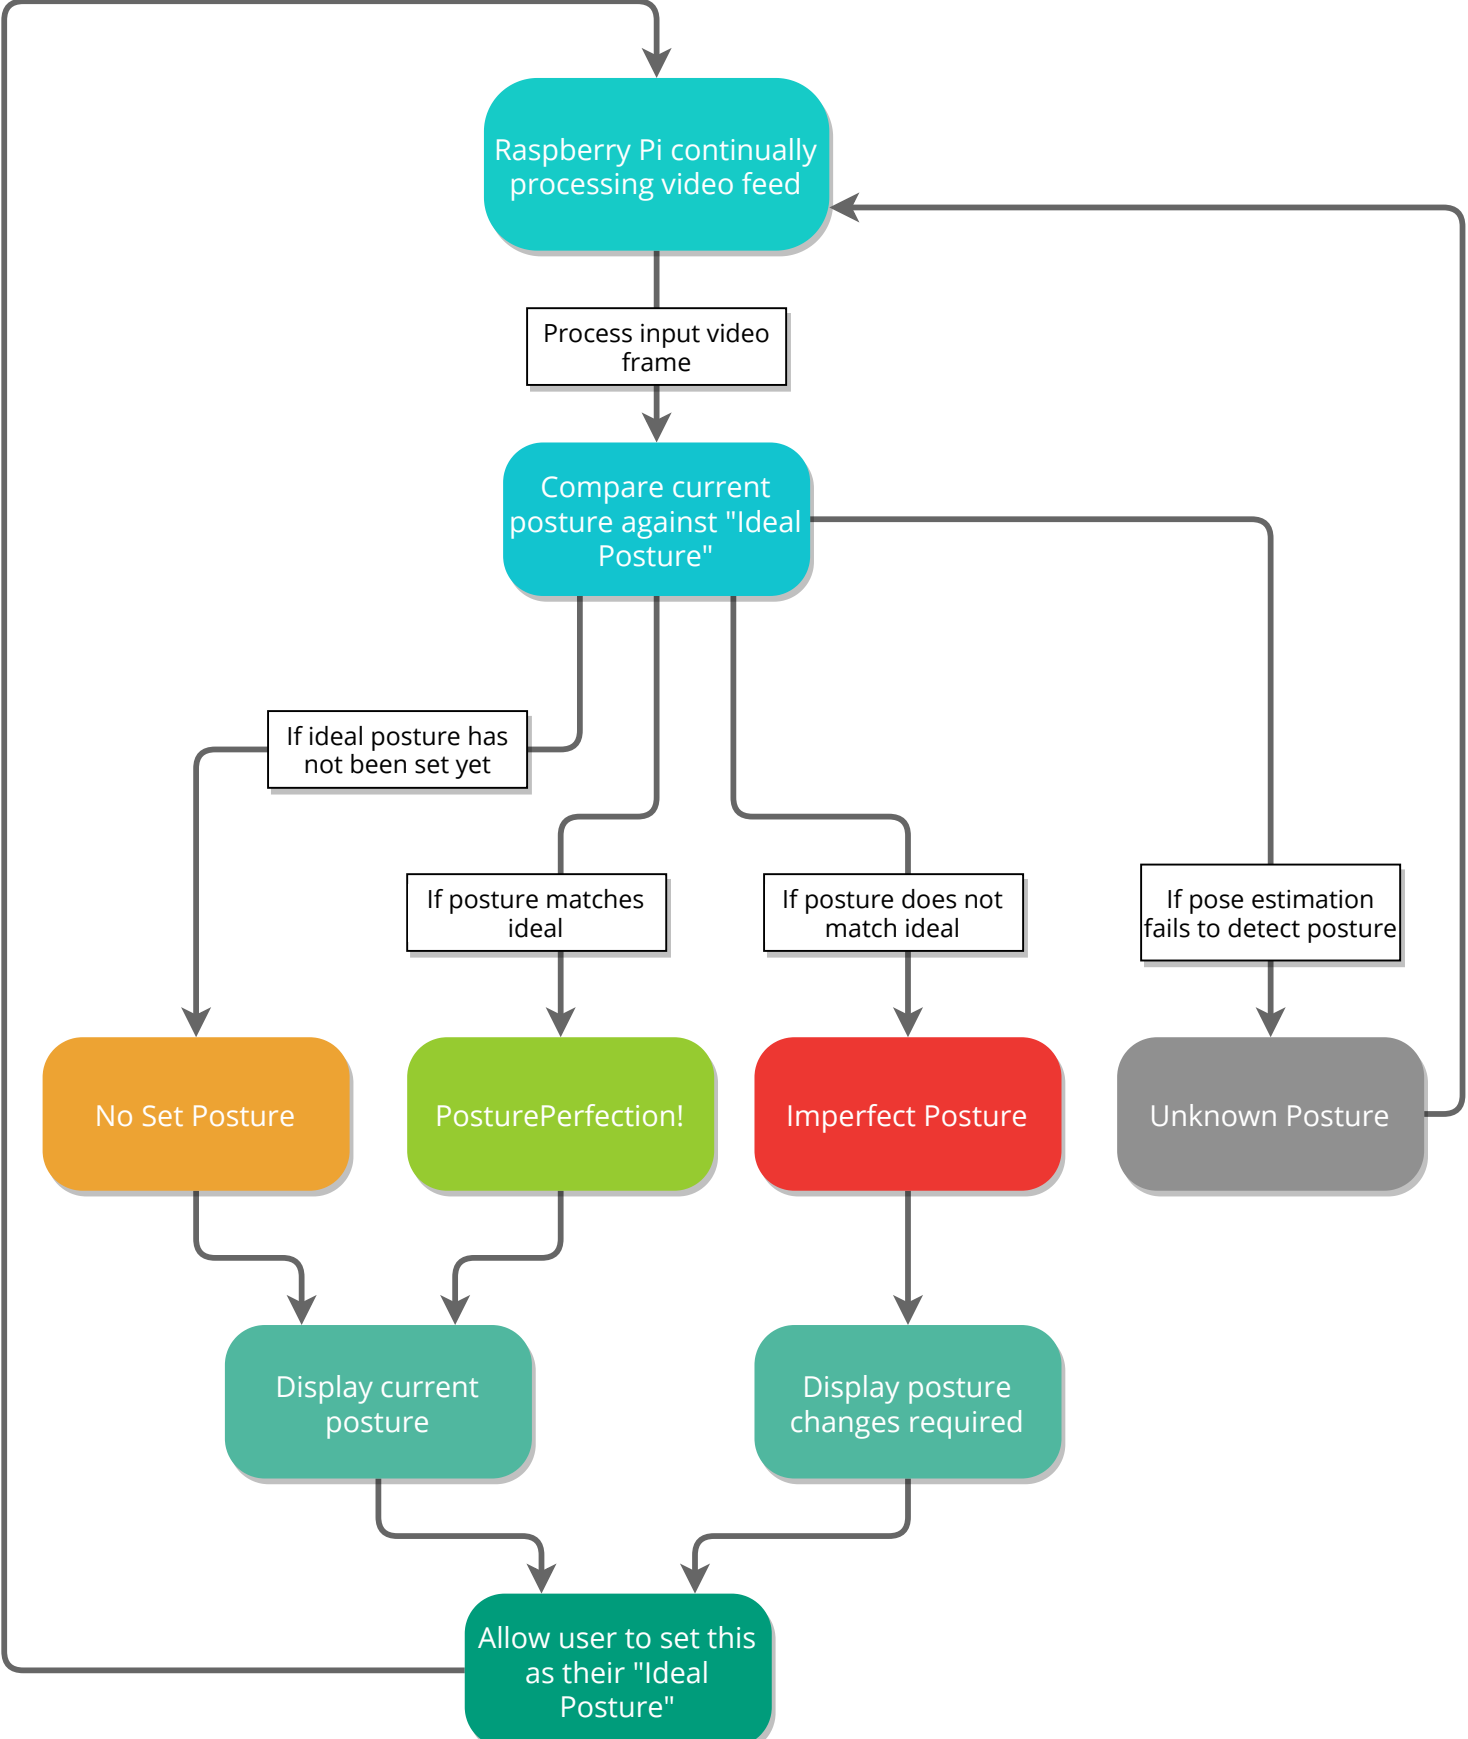 Raspberry Pi continually
processing video feed
Process input video
frame
Compare current
posture against "Ideal
Posture"
If ideal posture has
not been set yet
If posture matches
ideal
If posture does not
match ideal
If pose estimation
fails to detect posture
No Set Posture
PosturePerfection!
Imperfect Posture
Unknown Posture
Display current
posture
Display posture
changes required
Allow user to set this
as their "Ideal
Posture"